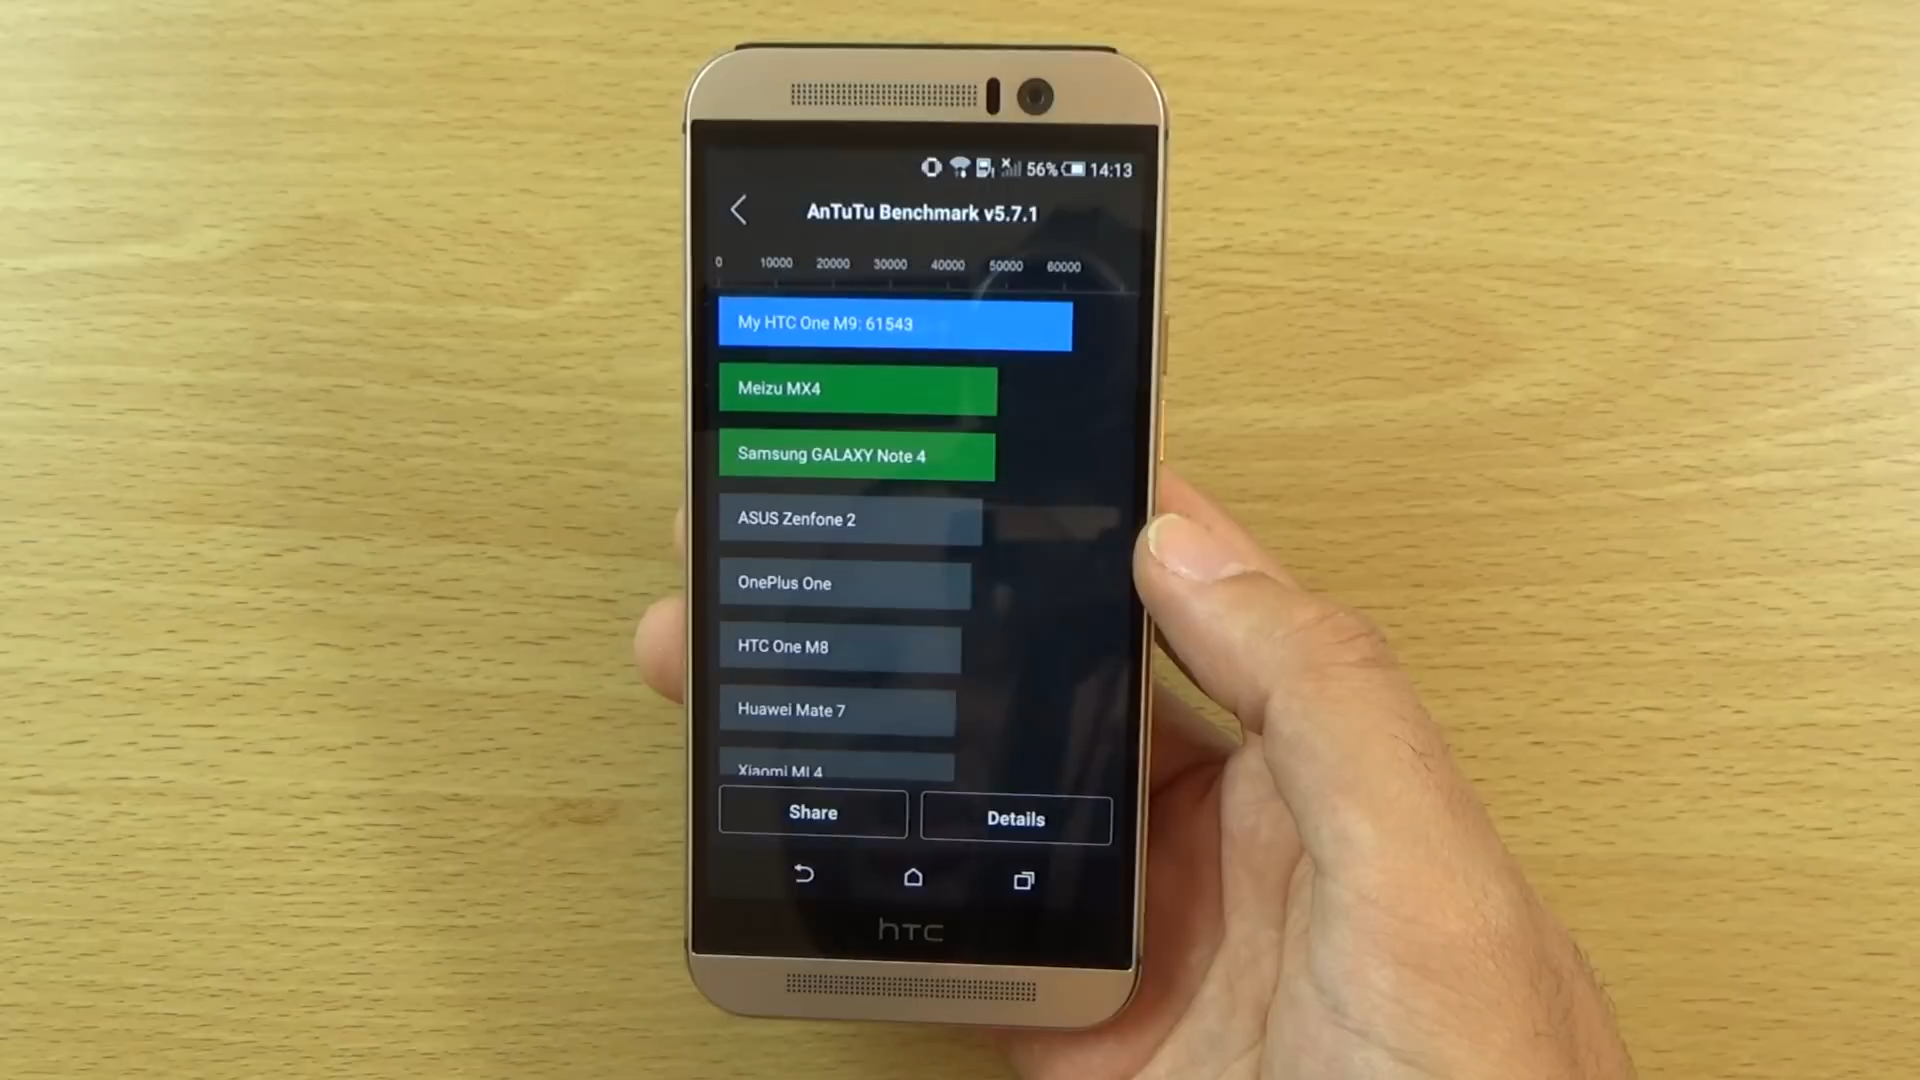 56% 14:13
AnTuTu Benchmark v5.7.1
0 10000 20000 30000 40000 50000 60000
My HTC One M9: 61543
Meizu MX4
Samsung GALAXY Note 4
ASUS Zenfone 2
OnePlus One
HTC One M8
Huawei Mate 7
Xiaomi MI 4
Share Details
hTC